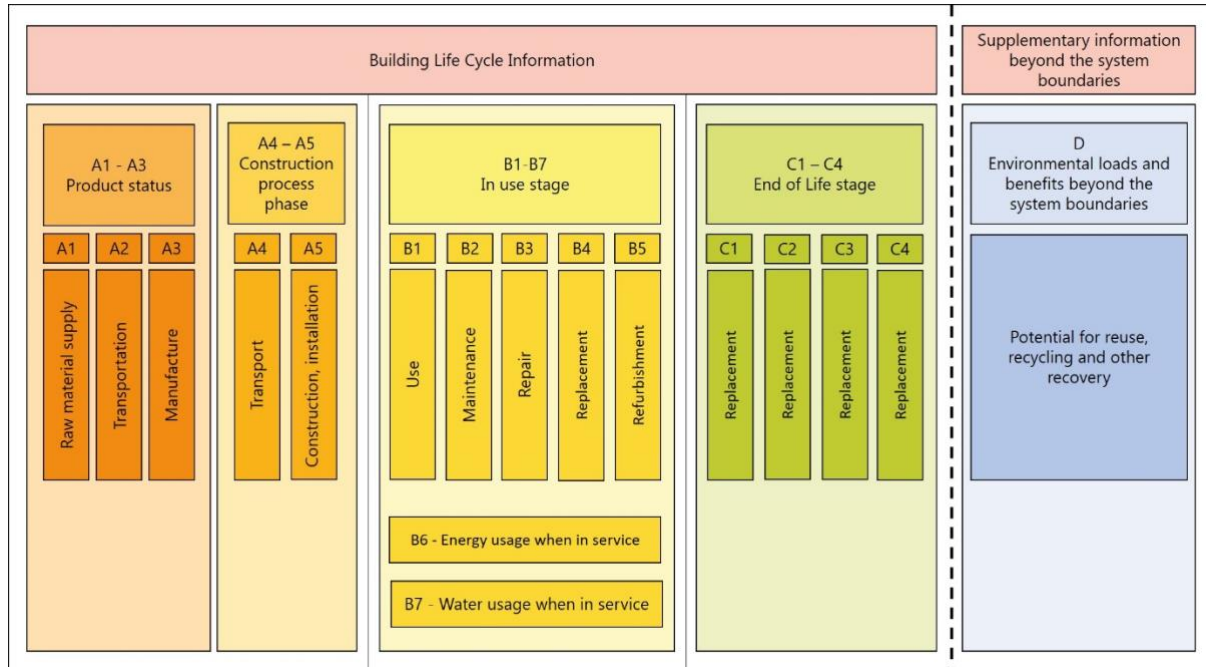 Building Life Cycle Information
Supplementary information
beyond the system
boundaries
A1 - A3
Product status
A4 – A5
Construction
process
phase
B1-B7
In use stage
C1 – C4
End of Life stage
D
Environmental loads and
benefits beyond the
system boundaries
A1
A2
A3
A4
A5
B1
B2
B3
B4
B5
C1
C2
C3
C4
Raw material supply
Transportation
Manufacture
Transport
Construction, installation
Use
Maintenance
Repair
Replacement
Refurbishment
Replacement
Replacement
Replacement
Replacement
Potential for reuse,
recycling and other
recovery
B6 - Energy usage when in service
B7 - Water usage when in service